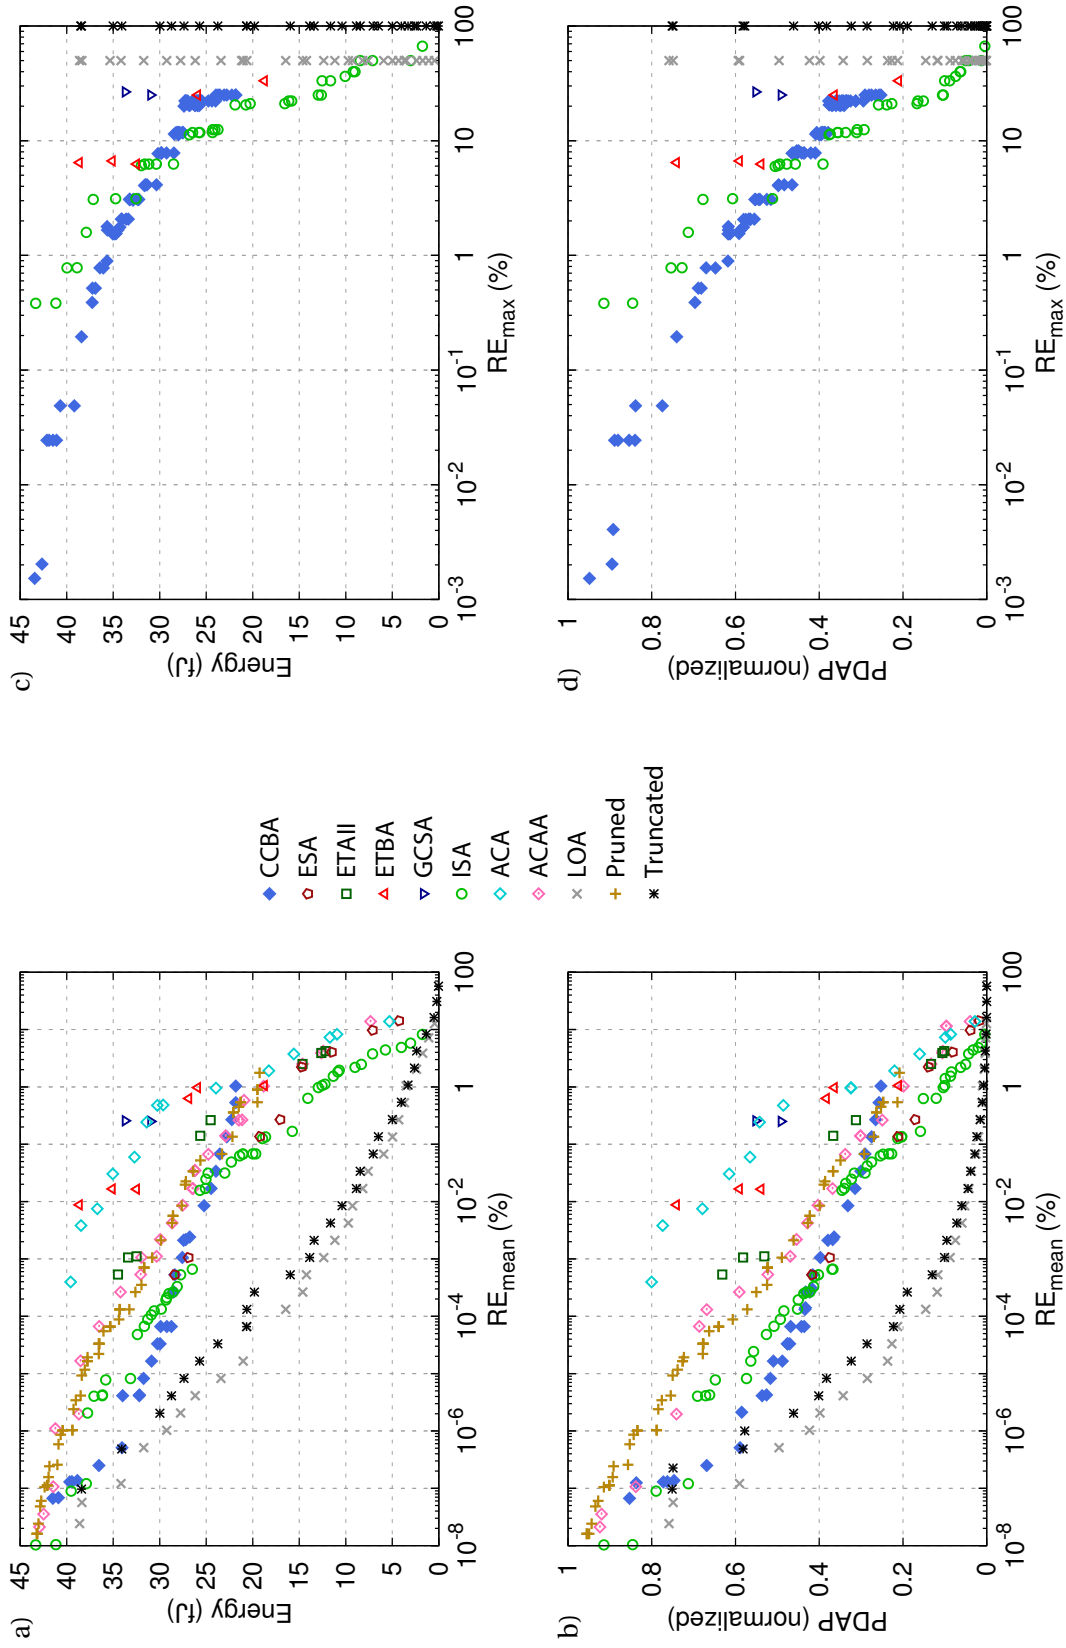 a)
Energy (fJ)
45
40
35
30
25
20
15
10
5
0
10^-8 10^-6 10^-4 10^-2 1 100
RE_mean (%)
b)
PDAP (normalized)
1
0.8
0.6
0.4
0.2
0
10^-8 10^-6 10^-4 10^-2 1 100
RE_mean (%)
CCBA
ESA
ETAII
ETBA
GCSA
ISA
ACA
ACAA
LOA
Pruned
Truncated
c)
Energy (fJ)
45
40
35
30
25
20
15
10
5
0
10^-3 10^-2 10^-1 1 10 100
RE_max (%)
d)
PDAP (normalized)
1
0.8
0.6
0.4
0.2
0
10^-3 10^-2 10^-1 1 10 100
RE_max (%)